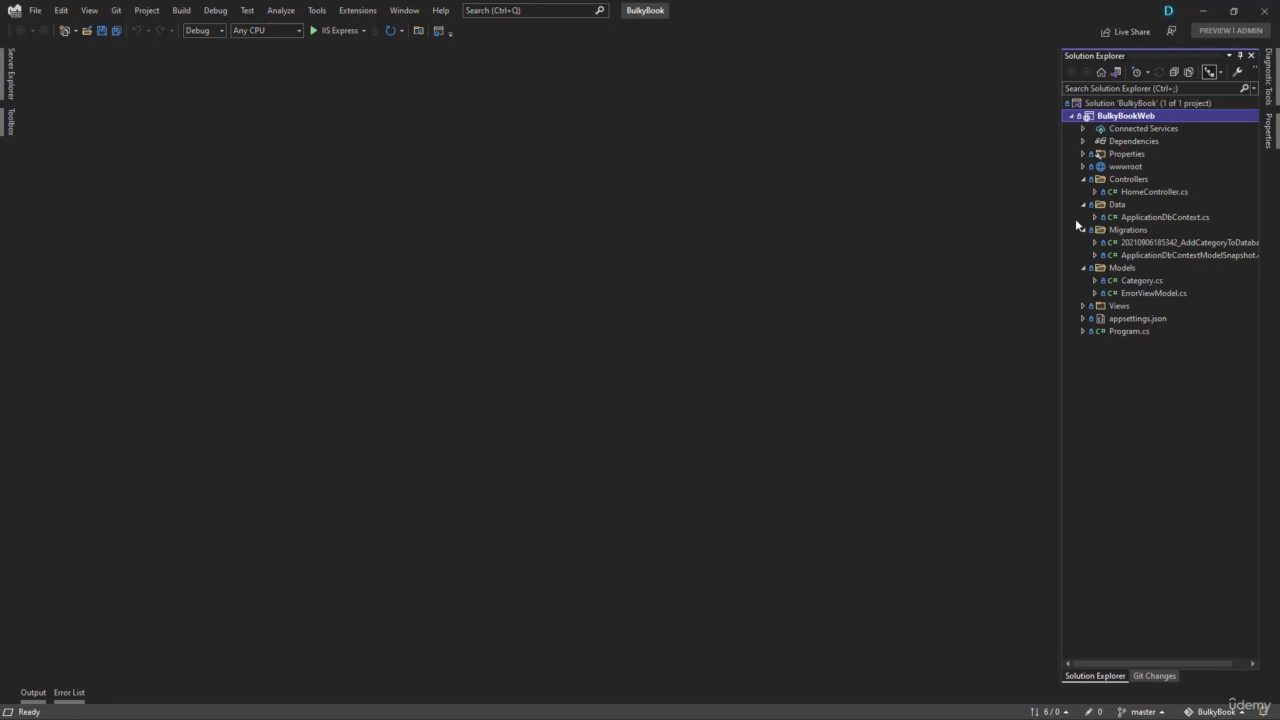 File Edit View Git Project Build Debug Test Analyze Tools Extensions Window Help Search (Ctrl+Q) BulkyBook D
Debug Any CPU IIS Express Live Share PREVIEW | ADMIN
Server Explorer
Toolbox
Solution Explorer
Search Solution Explorer (Ctrl+;)
Solution 'BulkyBook' (1 of 1 project)
BulkyBookWeb
Connected Services
Dependencies
Properties
wwwroot
Controllers
C# HomeController.cs
Data
C# ApplicationDbContext.cs
Migrations
C# 20210906185342_AddCategoryToDataba
C# ApplicationDbContextModelSnapshot.
Models
C# Category.cs
C# ErrorViewModel.cs
Views
appsettings.json
C# Program.cs
Diagnostic Tools
Properties
Solution Explorer Git Changes
Output Error List
Ready 6 / 0 0 master BulkyBook
udemy